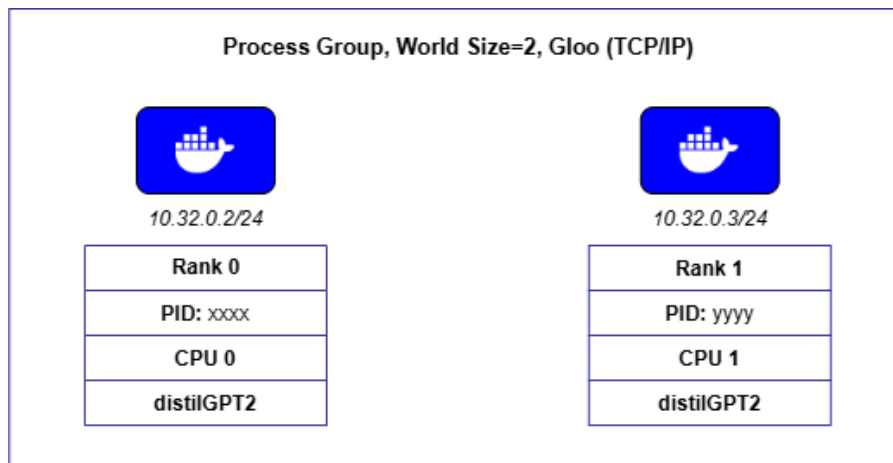 Process Group, World Size=2, Gloo (TCP/IP)
10.32.0.2/24
Rank 0
PID: xxxx
CPU 0
distilGPT2
10.32.0.3/24
Rank 1
PID: yyyy
CPU 1
distilGPT2